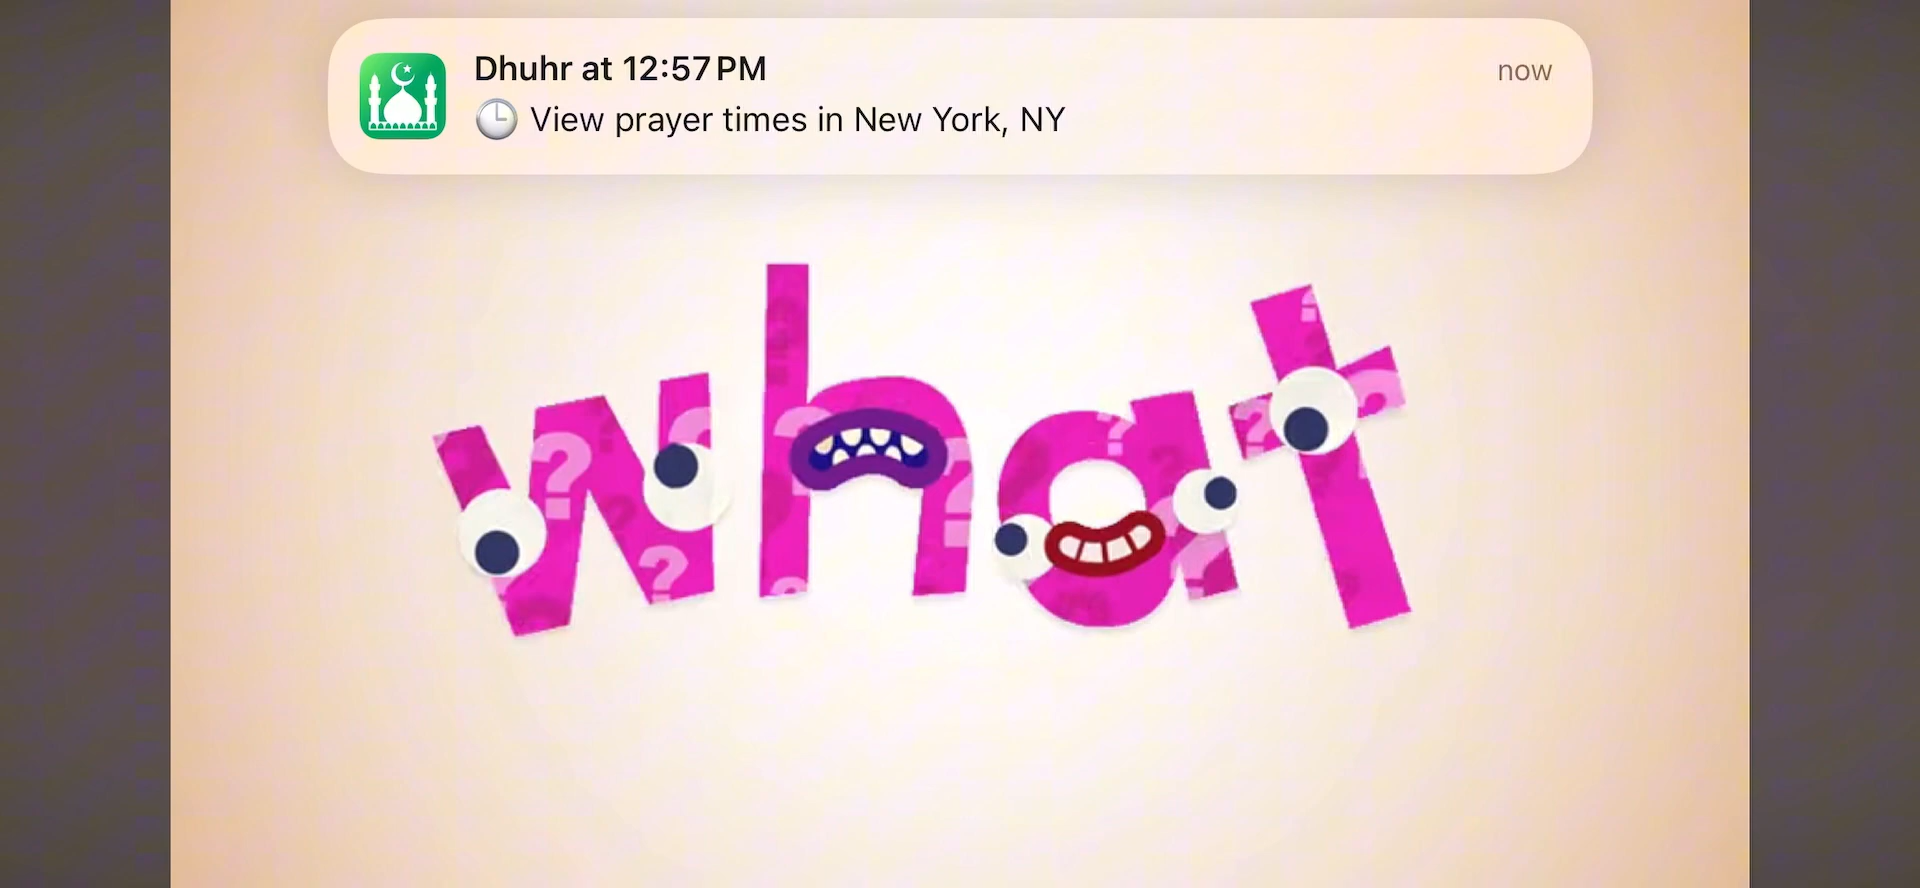 Dhuhr at 12:57 PM
now
🕒 View prayer times in New York, NY
what